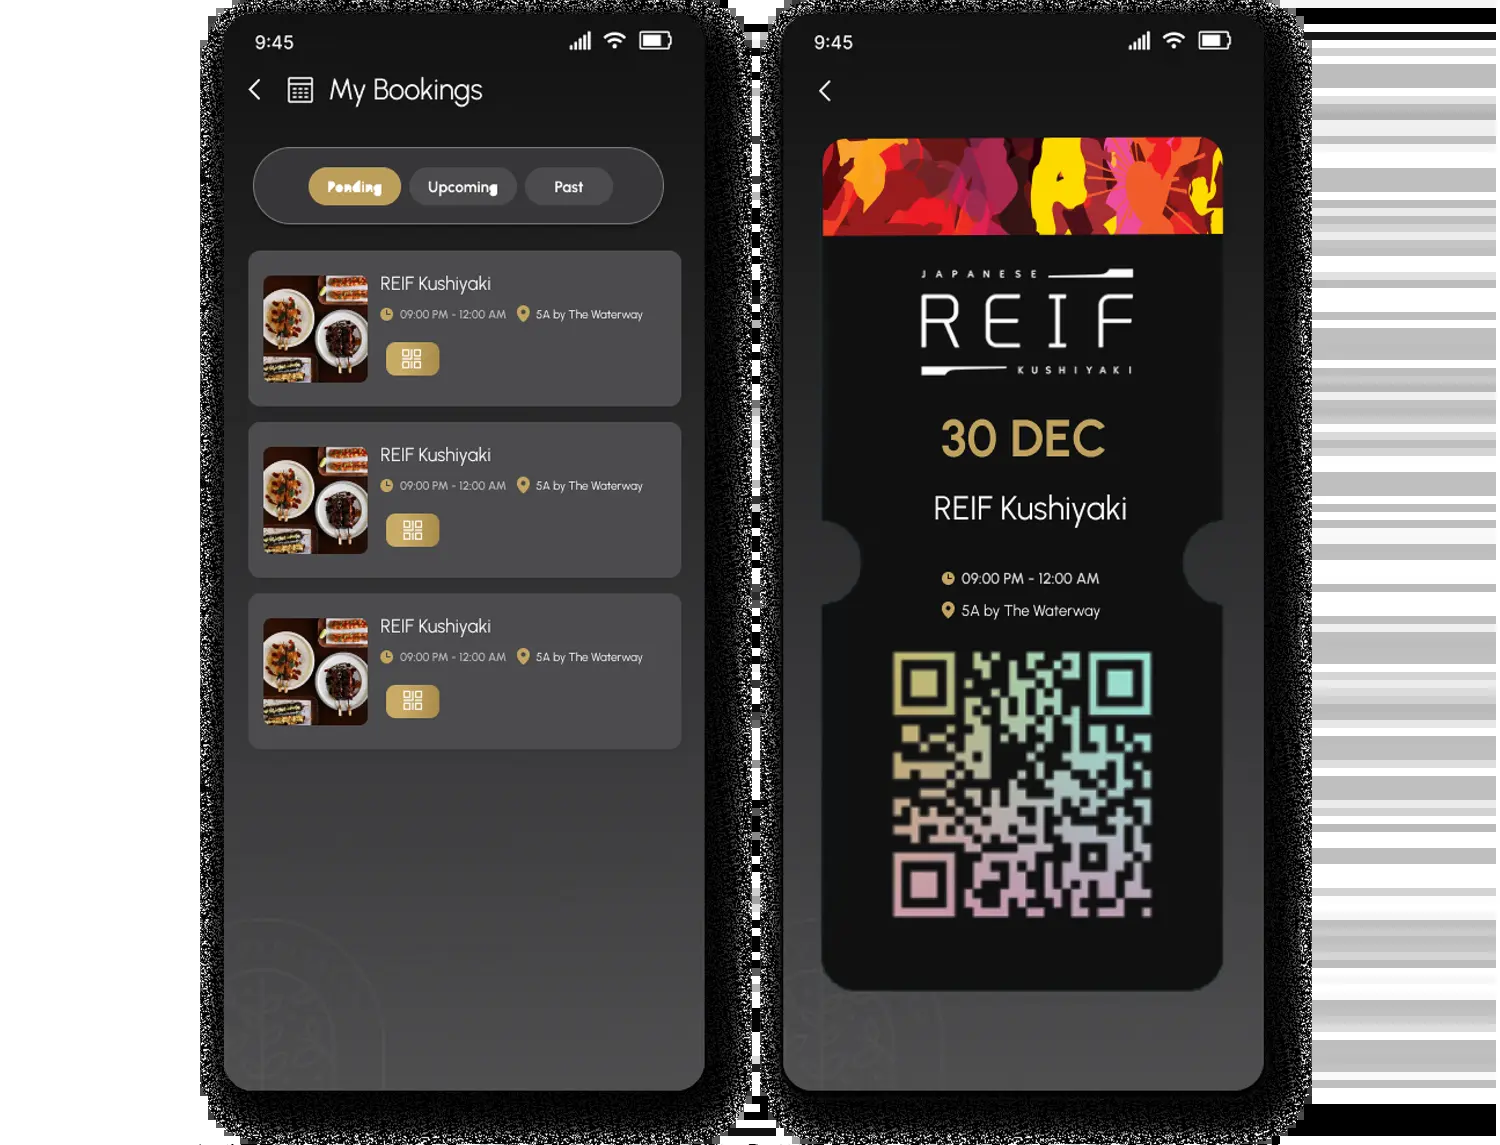 9:45
My Bookings
Pending
Upcoming
Past
REIF Kushiyaki
09:00 PM - 12:00 AM
5A by The Waterway
REIF Kushiyaki
09:00 PM - 12:00 AM
5A by The Waterway
REIF Kushiyaki
09:00 PM - 12:00 AM
5A by The Waterway
9:45
JAPANESE
REIF
KUSHIYAKI
30 DEC
REIF Kushiyaki
09:00 PM - 12:00 AM
5A by The Waterway